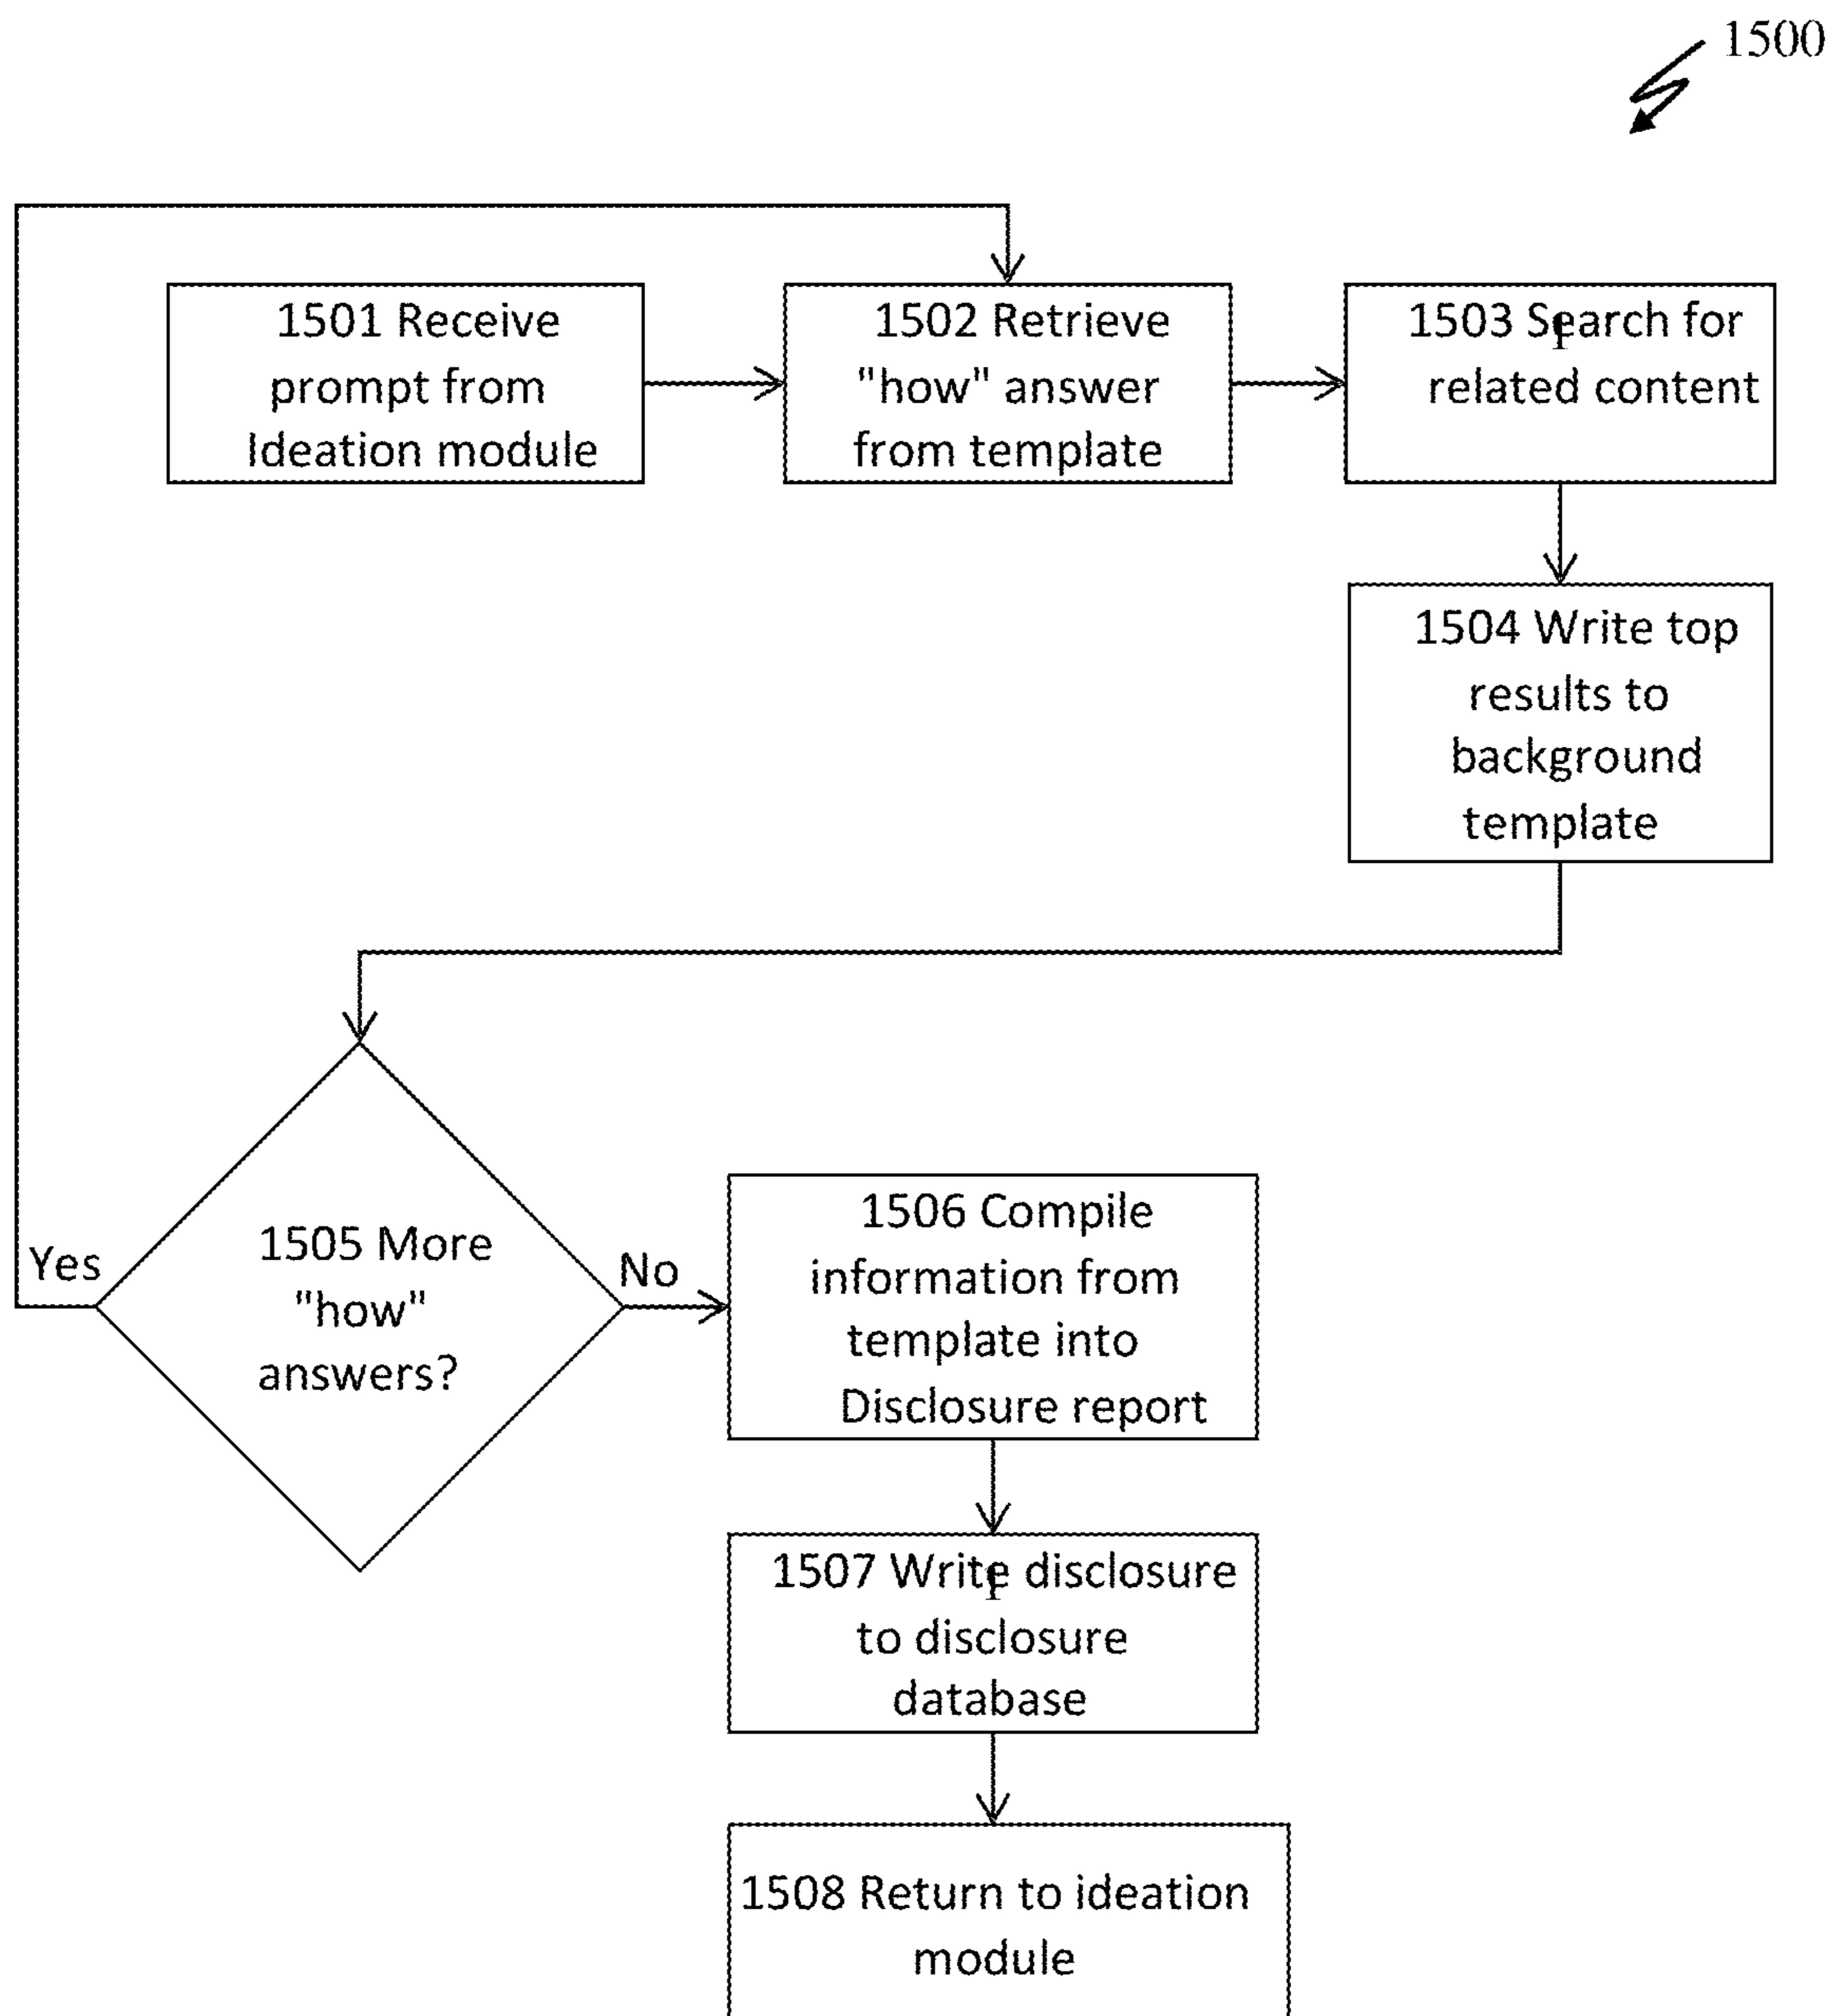 1500
1501 Receive
prompt from
Ideation module
1502 Retrieve
"how" answer
from template
1503 Search for
related content
1504 Write top
results to
background
template
1505 More
"how"
answers?
Yes
No
1506 Compile
information from
template into
Disclosure report
1507 Write disclosure
to disclosure
database
1508 Return to ideation
module